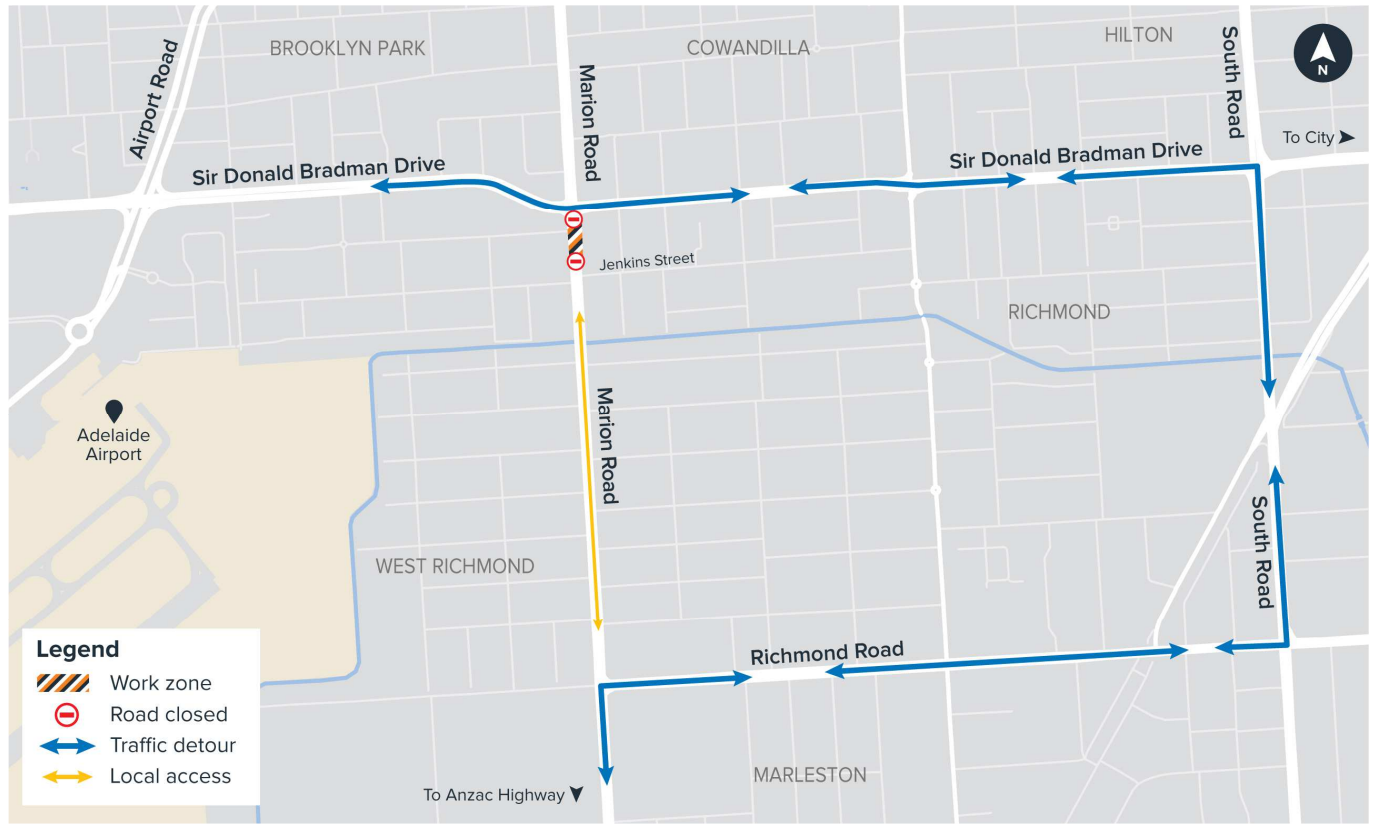 BROOKLYN PARK
COWANDILLA
HILTON
Airport Road
Marion Road
South Road
N
To City
Sir Donald Bradman Drive
Sir Donald Bradman Drive
Jenkins Street
RICHMOND
Adelaide
Airport
Marion Road
South Road
WEST RICHMOND
Richmond Road
MARLESTON
To Anzac Highway
Legend
Work zone
Road closed
Traffic detour
Local access